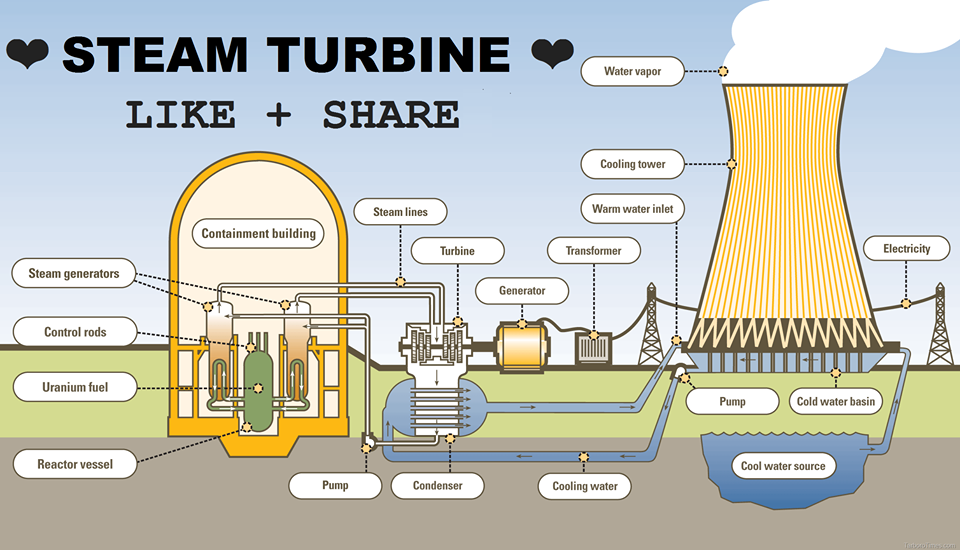 STEAM TURBINE
LIKE + SHARE
Water vapor
Cooling tower
Warm water inlet
Steam lines
Containment building
Turbine
Transformer
Electricity
Steam generators
Generator
Control rods
Uranium fuel
Pump
Cold water basin
Reactor vessel
Cool water source
Pump
Condenser
Cooling water